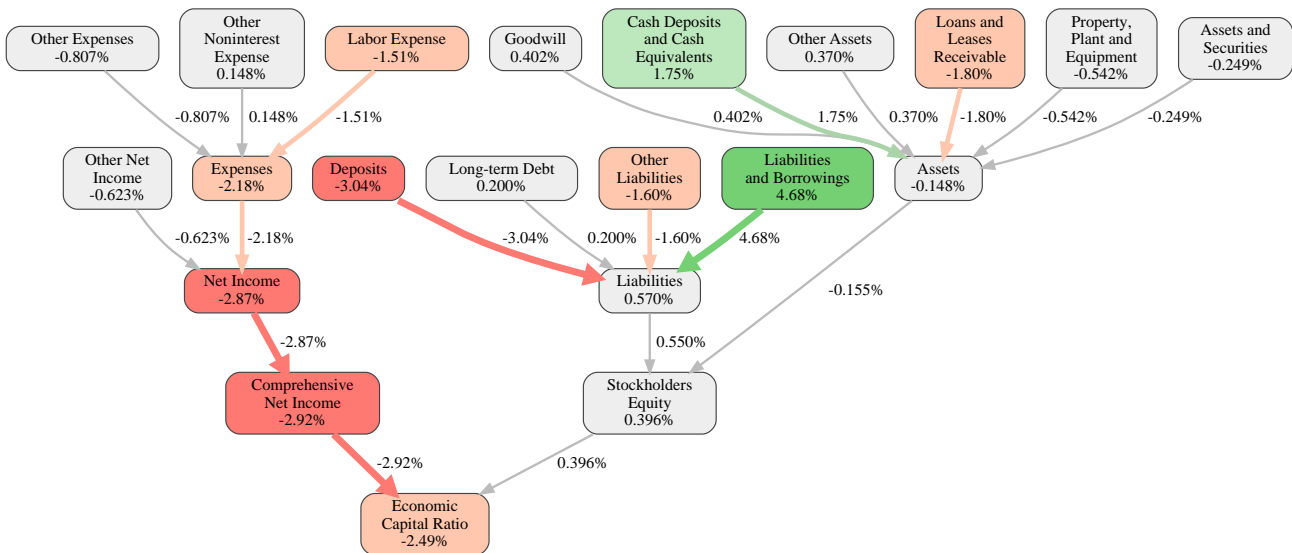 Other Expenses
-0.807%
Other
Noninterest
Expense
0.148%
Labor Expense
-1.51%
Goodwill
0.402%
Cash Deposits
and Cash
Equivalents
1.75%
Other Assets
0.370%
Loans and
Leases
Receivable
-1.80%
Property,
Plant and
Equipment
-0.542%
Assets and
Securities
-0.249%
-0.807%
0.148%
-1.51%
0.402%
1.75%
0.370%
-1.80%
-0.542%
-0.249%
Other Net
Income
-0.623%
Expenses
-2.18%
Deposits
-3.04%
Long-term Debt
0.200%
Other
Liabilities
-1.60%
Liabilities
and Borrowings
4.68%
Assets
-0.148%
-0.623%
-2.18%
-3.04%
0.200%
-1.60%
4.68%
Net Income
-2.87%
Liabilities
0.570%
-0.155%
-2.87%
0.550%
Comprehensive
Net Income
-2.92%
Stockholders
Equity
0.396%
-2.92%
0.396%
Economic
Capital Ratio
-2.49%